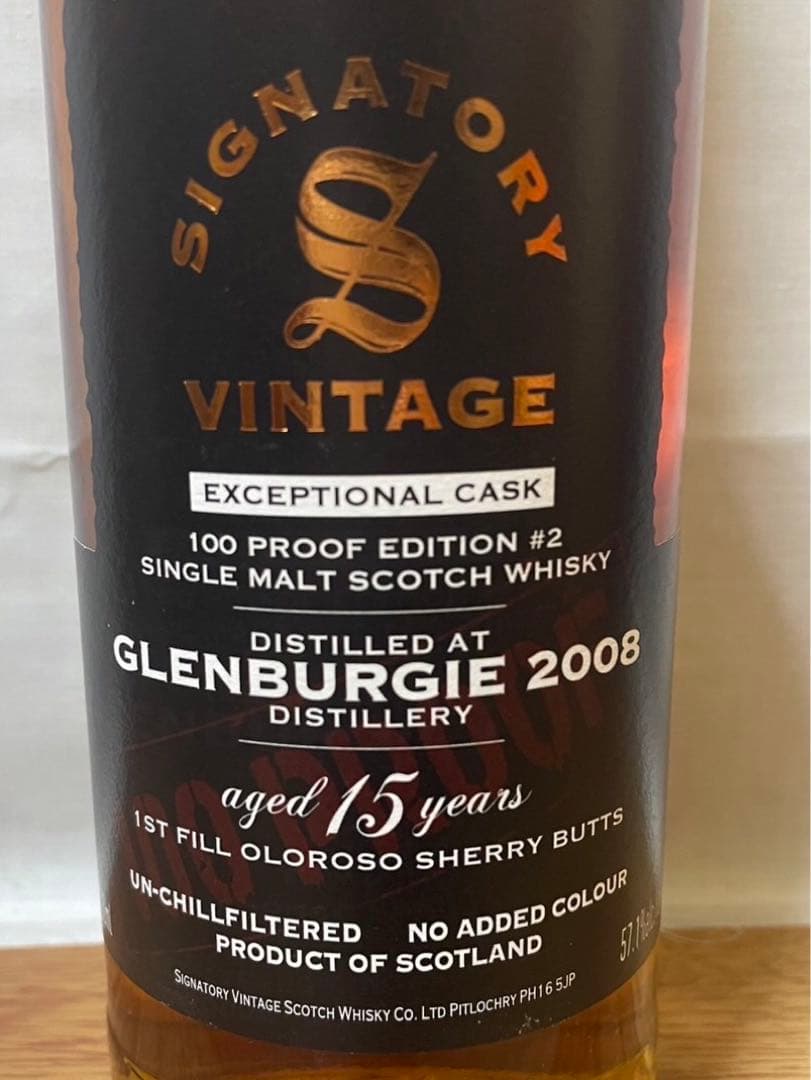 SIGNATORY
S
VINTAGE
EXCEPTIONAL CASK
100 PROOF EDITION #2
SINGLE MALT SCOTCH WHISKY
DISTILLED AT
GLENBURGIE 2008
DISTILLERY
aged 15 years
1ST FILL OLOROSO SHERRY BUTTS
UN-CHILLFILTERED NO ADDED COLOUR
PRODUCT OF SCOTLAND
57.1%
SIGNATORY VINTAGE SCOTCH WHISKY CO. LTD PITLOCHRY PH16 5JP